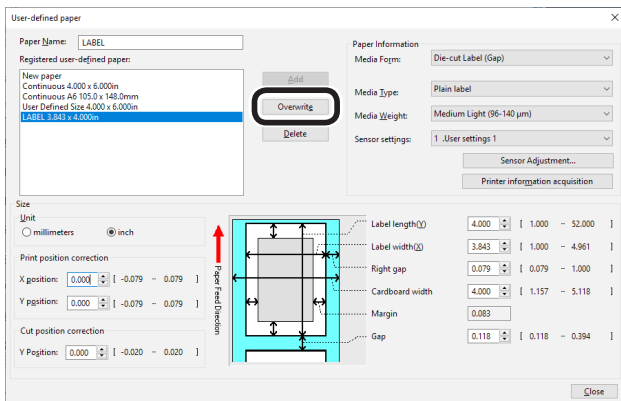 User-defined paper
Paper Name: LABEL
Registered user-defined paper:
New paper
Continuous 4.000 x 6.000in
Continuous A6 105.0 x 148.0mm
User Defined Size 4.000 x 6.000in
LABEL 3.843 x 4.000in
Add
Overwrite
Delete
Paper Information
Media Form: Die-cut Label (Gap)
Media Type: Plain label
Media Weight: Medium Light (96-140 μm)
Sensor settings: 1 .User settings 1
Sensor Adjustment...
Printer information acquisition
Size
Unit
millimeters inch
Print position correction
X position: 0.000 [ -0.079 - 0.079 ]
Y position: 0.000 [ -0.079 - 0.079 ]
Cut position correction
Y Position: 0.000 [ -0.020 - 0.020 ]
Paper Feed Direction
Label length(Y) 4.000 [ 1.000 - 52.000 ]
Label width(X) 3.843 [ 1.000 - 4.961 ]
Right gap 0.079 [ 0.079 - 1.000 ]
Cardboard width 4.000 [ 1.157 - 5.118 ]
Margin 0.083
Gap 0.118 [ 0.118 - 0.394 ]
Close